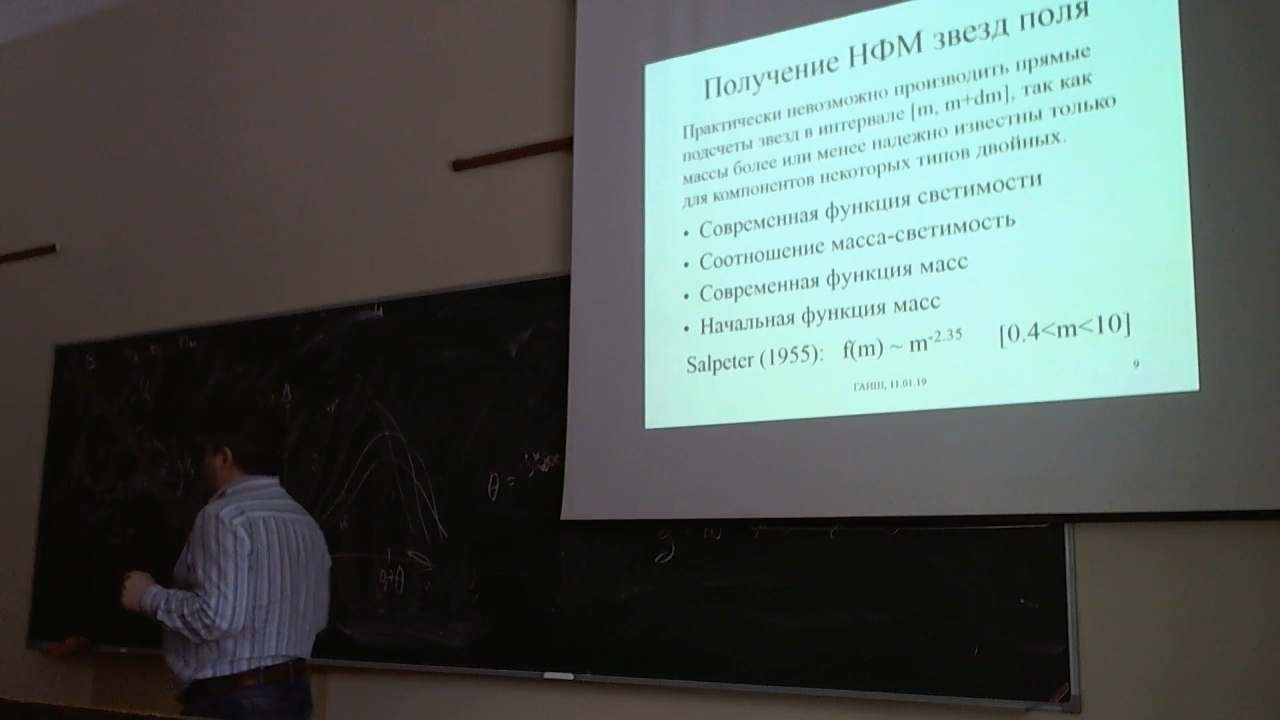 Получение НФМ звезд поля
Практически невозможно производить прямые
подсчеты звезд в интервале [m, m+dm], так как
массы более или менее надежно известны только
для компонентов некоторых типов двойных.
• Современная функция светимости
• Соотношение масса-светимость
• Современная функция масс
• Начальная функция масс
Salpeter (1955): f(m) ~ m^-2.35 [0.4<m<10]
ГАИШ, 11.01.19
9
θ =